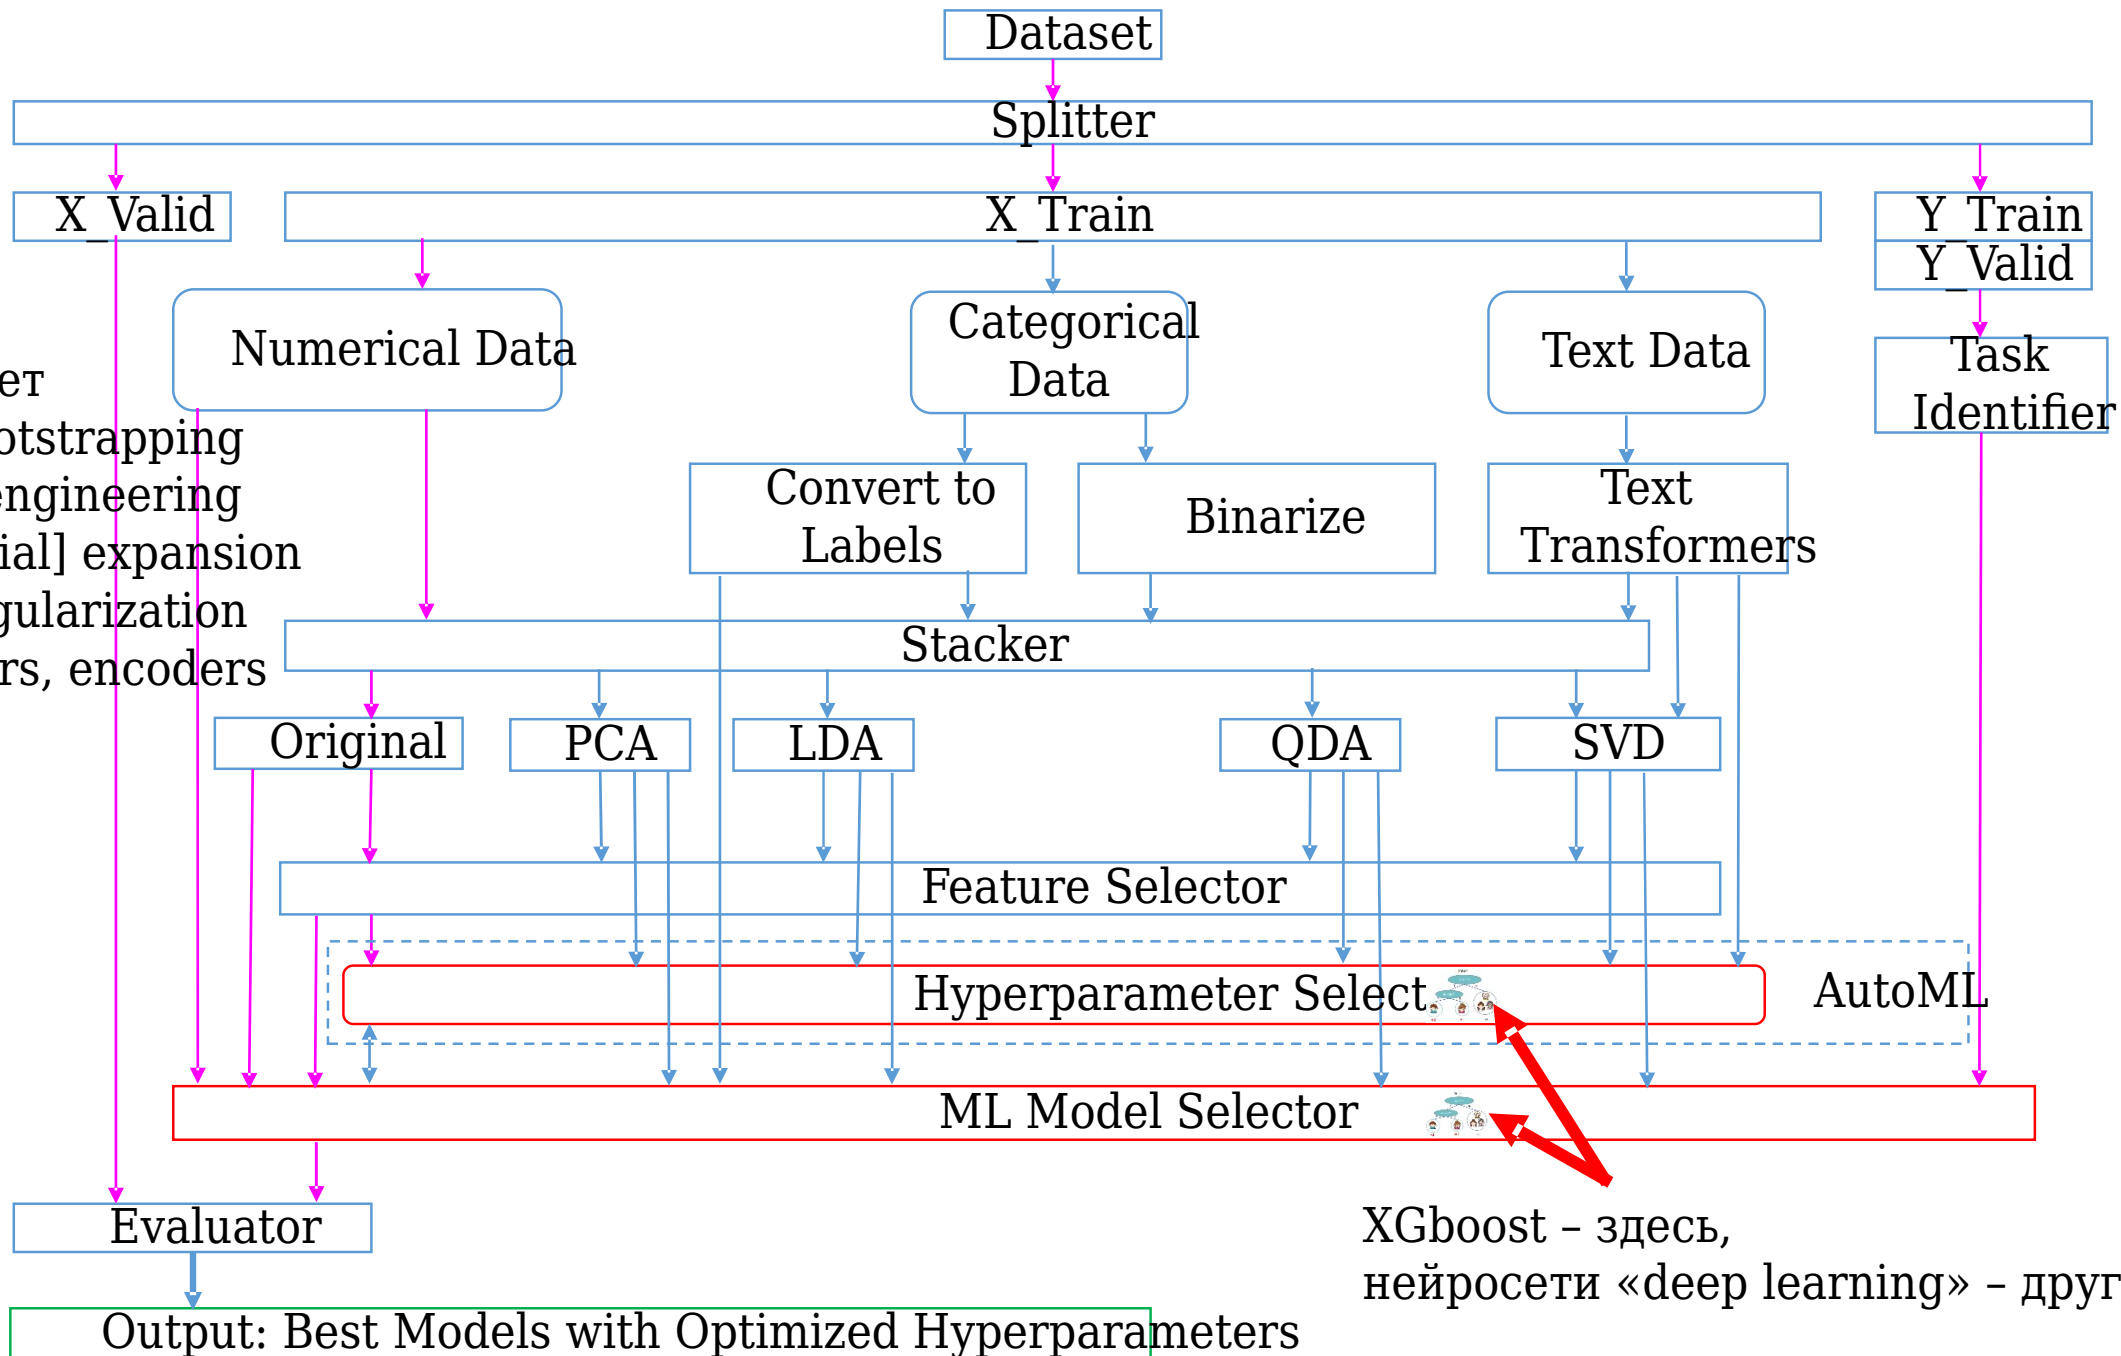 Dataset
Splitter
X_Valid
X_Train
Y_Train
Y_Valid
Numerical Data
Categorical
Data
Text Data
Task
Identifier
ет
otstrapping
engineering
ial] expansion
gularization
rs, encoders
Convert to
Labels
Binarize
Text
Transformers
Stacker
Original
PCA
LDA
QDA
SVD
Feature Selector
Hyperparameter Select
AutoML
ML Model Selector
Evaluator
XGboost – здесь,
нейросети «deep learning» – друг
Output: Best Models with Optimized Hyperparameters